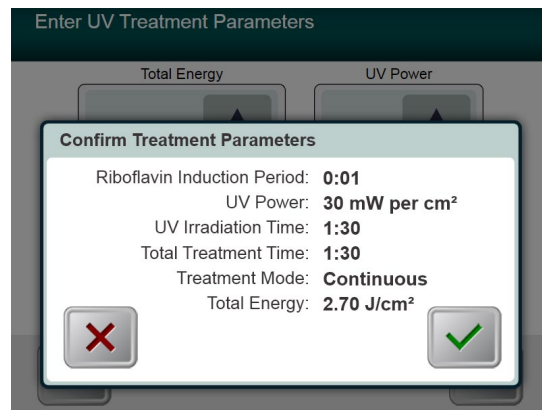 Enter UV Treatment Parameters
Total Energy UV Power
Confirm Treatment Parameters
Riboflavin Induction Period: 0:01
UV Power: 30 mW per cm²
UV Irradiation Time: 1:30
Total Treatment Time: 1:30
Treatment Mode: Continuous
Total Energy: 2.70 J/cm²